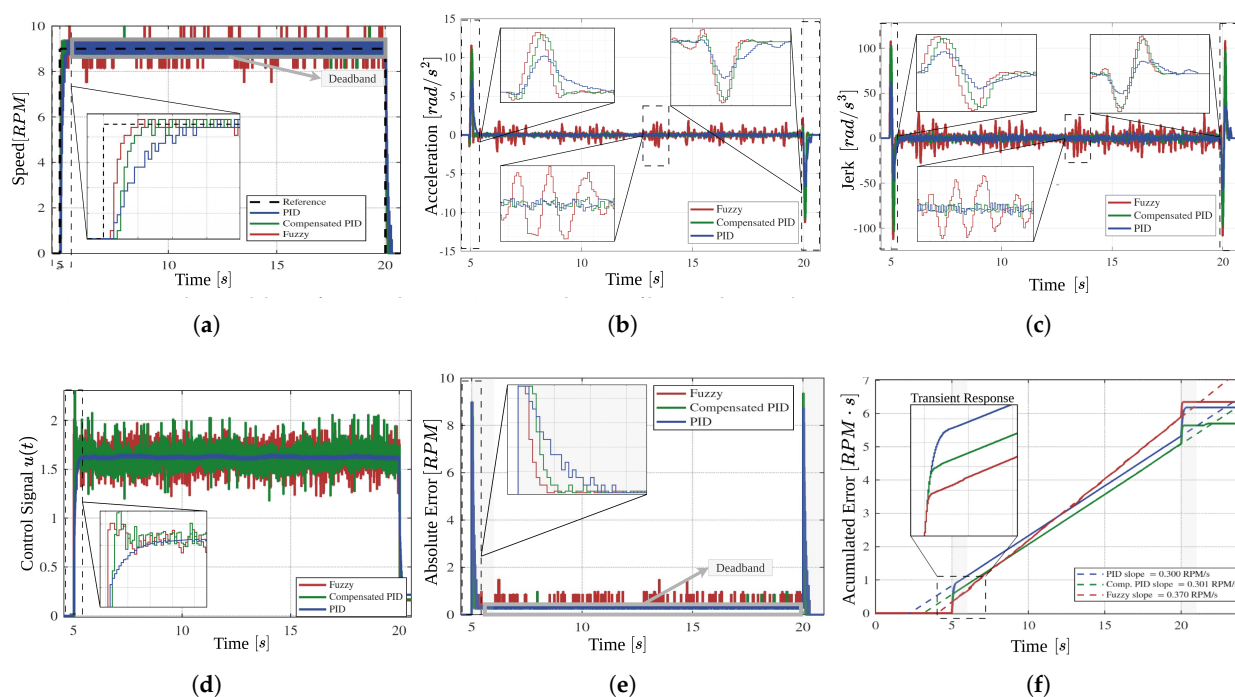 10
8
6
4
2
0
Speed[RPM]
Deadband
Reference
PID
Compensated PID
Fuzzy
5
10
15
20
Time [s]
(a)
15
10
5
0
-5
-10
-15
Acceleration [rad/s²]
Fuzzy
Compensated PID
PID
5
10
15
20
Time [s]
(b)
100
50
0
-50
-100
Jerk [rad/s³]
Fuzzy
Compensated PID
PID
5
10
15
20
Time [s]
(c)
2
1.5
1
0.5
0
Control Signal u(t)
Fuzzy
Compensated PID
PID
5
10
15
20
Time [s]
(d)
10
8
6
4
2
0
Absolute Error[RPM]
Fuzzy
Compensated PID
PID
Deadband
5
10
15
20
Time [s]
(e)
7
6
5
4
3
2
1
0
Acumulated Error [RPM · s]
Transient Response
PID slope = 0.300 RPM/s
Comp. PID slope = 0.301 RPM/s
Fuzzy slope = 0.370 RPM/s
0
5
10
15
20
Time [s]
(f)